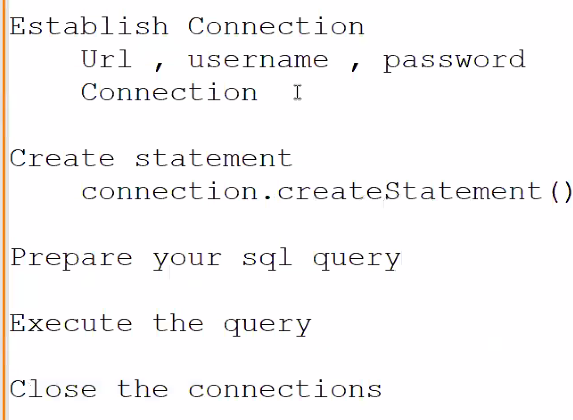 Establish Connection
Url , username , password
Connection
Create statement
connection.createStatement()
Prepare your sql query
Execute the query
Close the connections